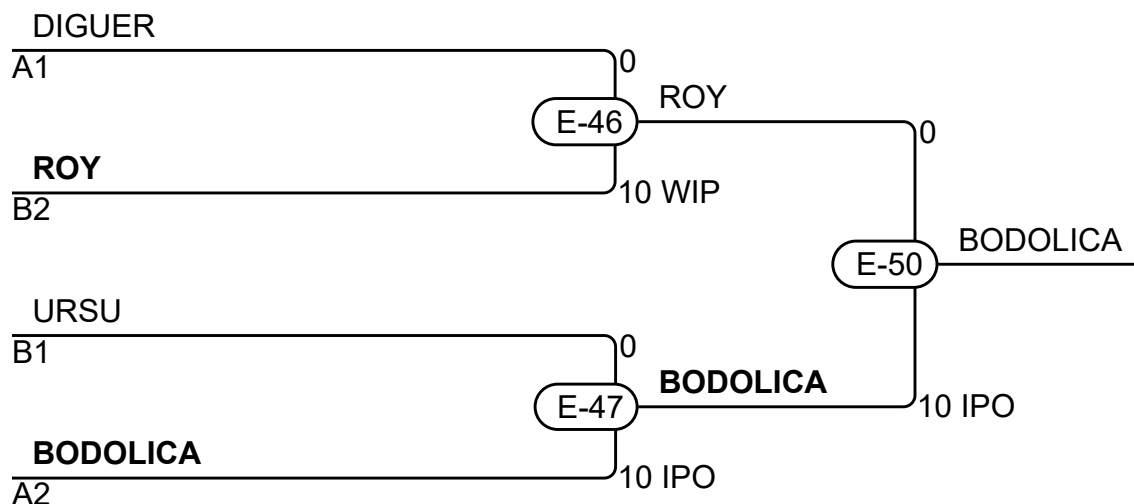 DIGUER
A1
0
E-46
ROY
0
ROY
B2
10 WIP
E-50
BODOLICA
URSU
B1
0
E-47
BODOLICA
10 IPO
BODOLICA
A2
10 IPO